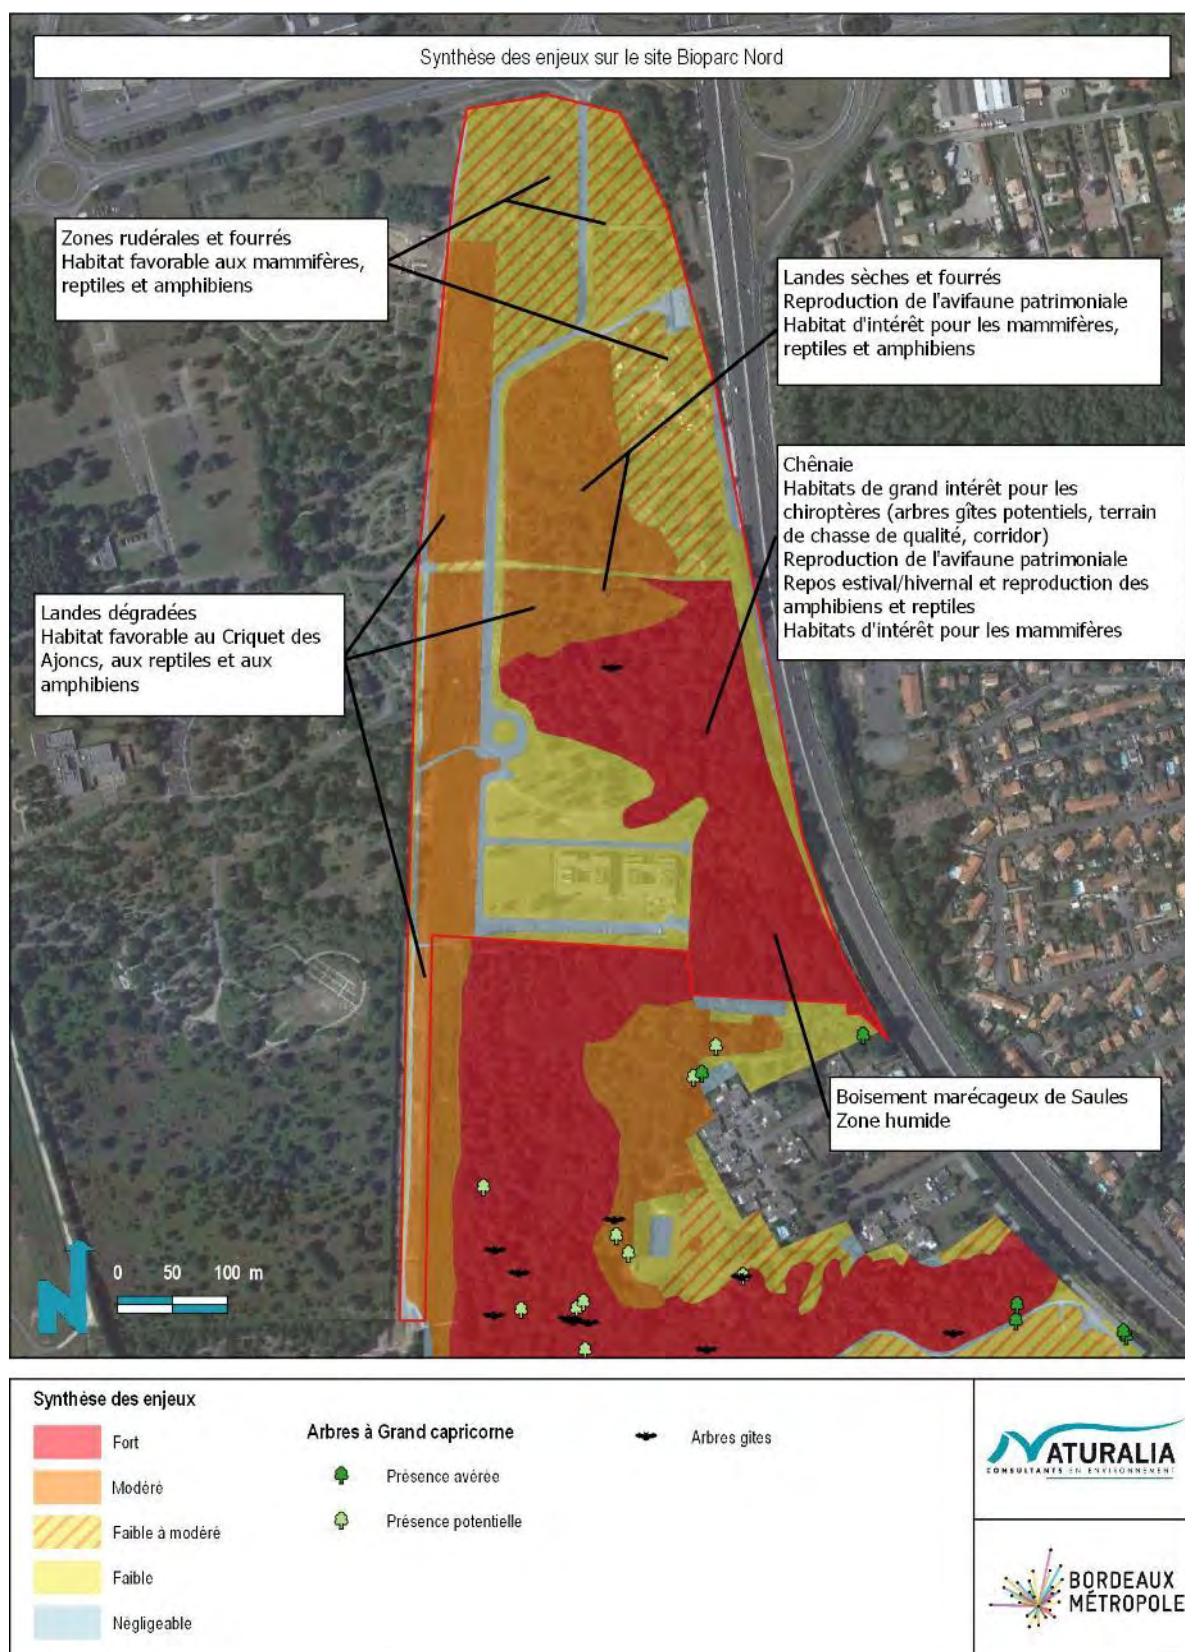 Synthèse des enjeux sur le site Bioparc Nord
Zones rudérales et fourrés
Habitat favorable aux mammifères,
reptiles et amphibiens
Landes sèches et fourrés
Reproduction de l'avifaune patrimoniale
Habitat d'intérêt pour les mammifères,
reptiles et amphibiens
Chênaie
Habitats de grand intérêt pour les
chiroptères (arbres gîtes potentiels, terrain
de chasse de qualité, corridor)
Reproduction de l'avifaune patrimoniale
Repos estival/hivernal et reproduction des
amphibiens et reptiles
Habitats d'intérêt pour les mammifères
Landes dégradées
Habitat favorable au Criquet des
Ajoncs, aux reptiles et aux
amphibiens
Boisement marécageux de Saules
Zone humide
N
0 50 100 m
Synthèse des enjeux
Fort
Modéré
Faible à modéré
Faible
Négligeable
Arbres à Grand capricorne
Présence avérée
Présence potentielle
Arbres gîtes
NATURALIA
CONSULTANTS EN ENVIRONNEMENT
BORDEAUX
MÉTROPOLE